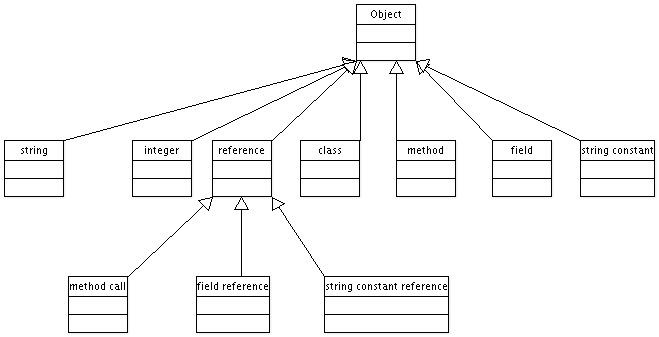 Object
string
integer
reference
class
method
field
string constant
method call
field reference
string constant reference